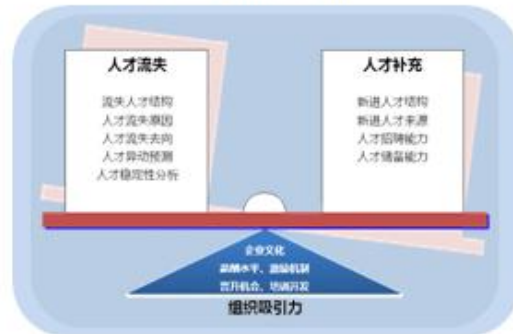 人才流失
流失人才结构
人才流失原因
人才流失去向
人才异动预测
人才稳定性分析
人才补充
新进人才结构
新进人才来源
人才招聘能力
人才储备能力
企业文化
薪酬水平、激励机制
晋升机会、培训开发
组织吸引力